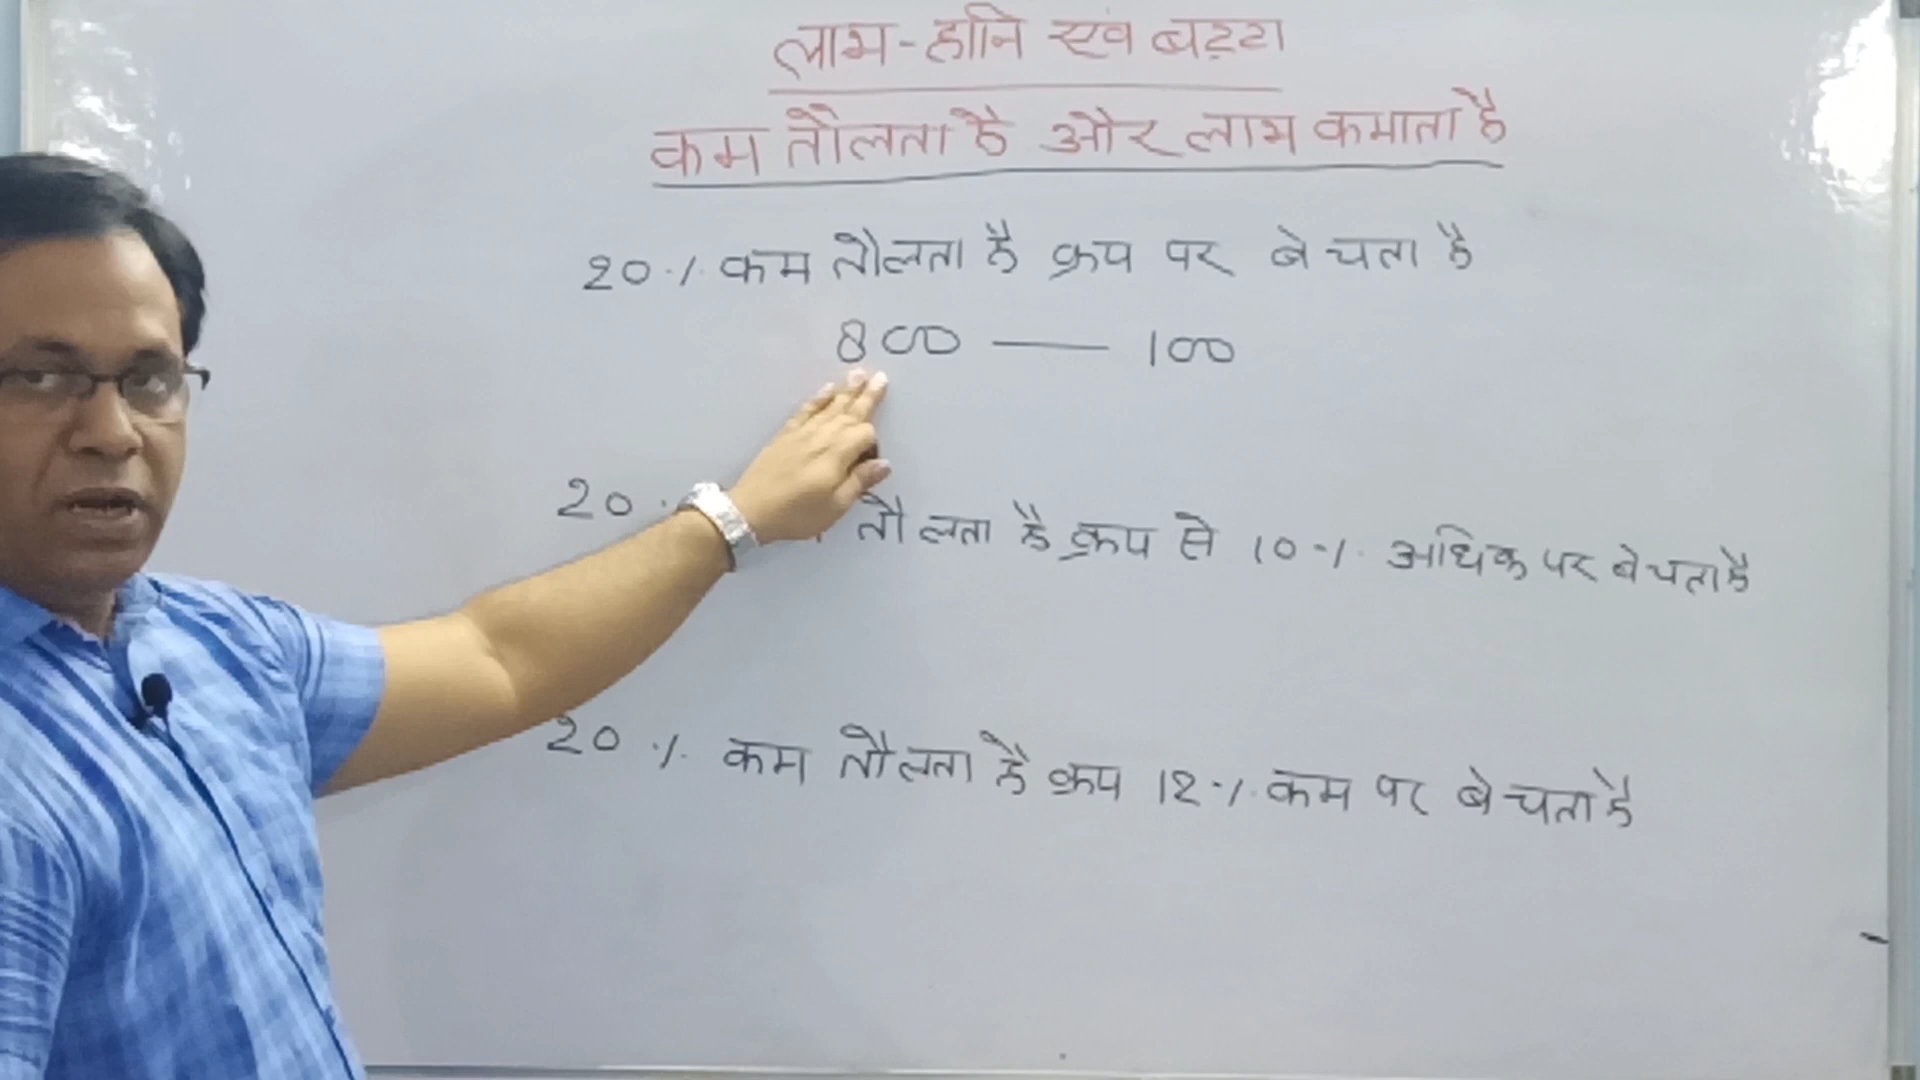 लाभ-हानि एवं बट्टा
कम तौलता है और लाभ कमाता है
20% कम तौलता है क्रय पर बेचता है
800 — 100
20 तौलता है क्रय से 10% अधिक पर बेचता है
20% कम तौलता है क्रय 12% कम पर बेचता है